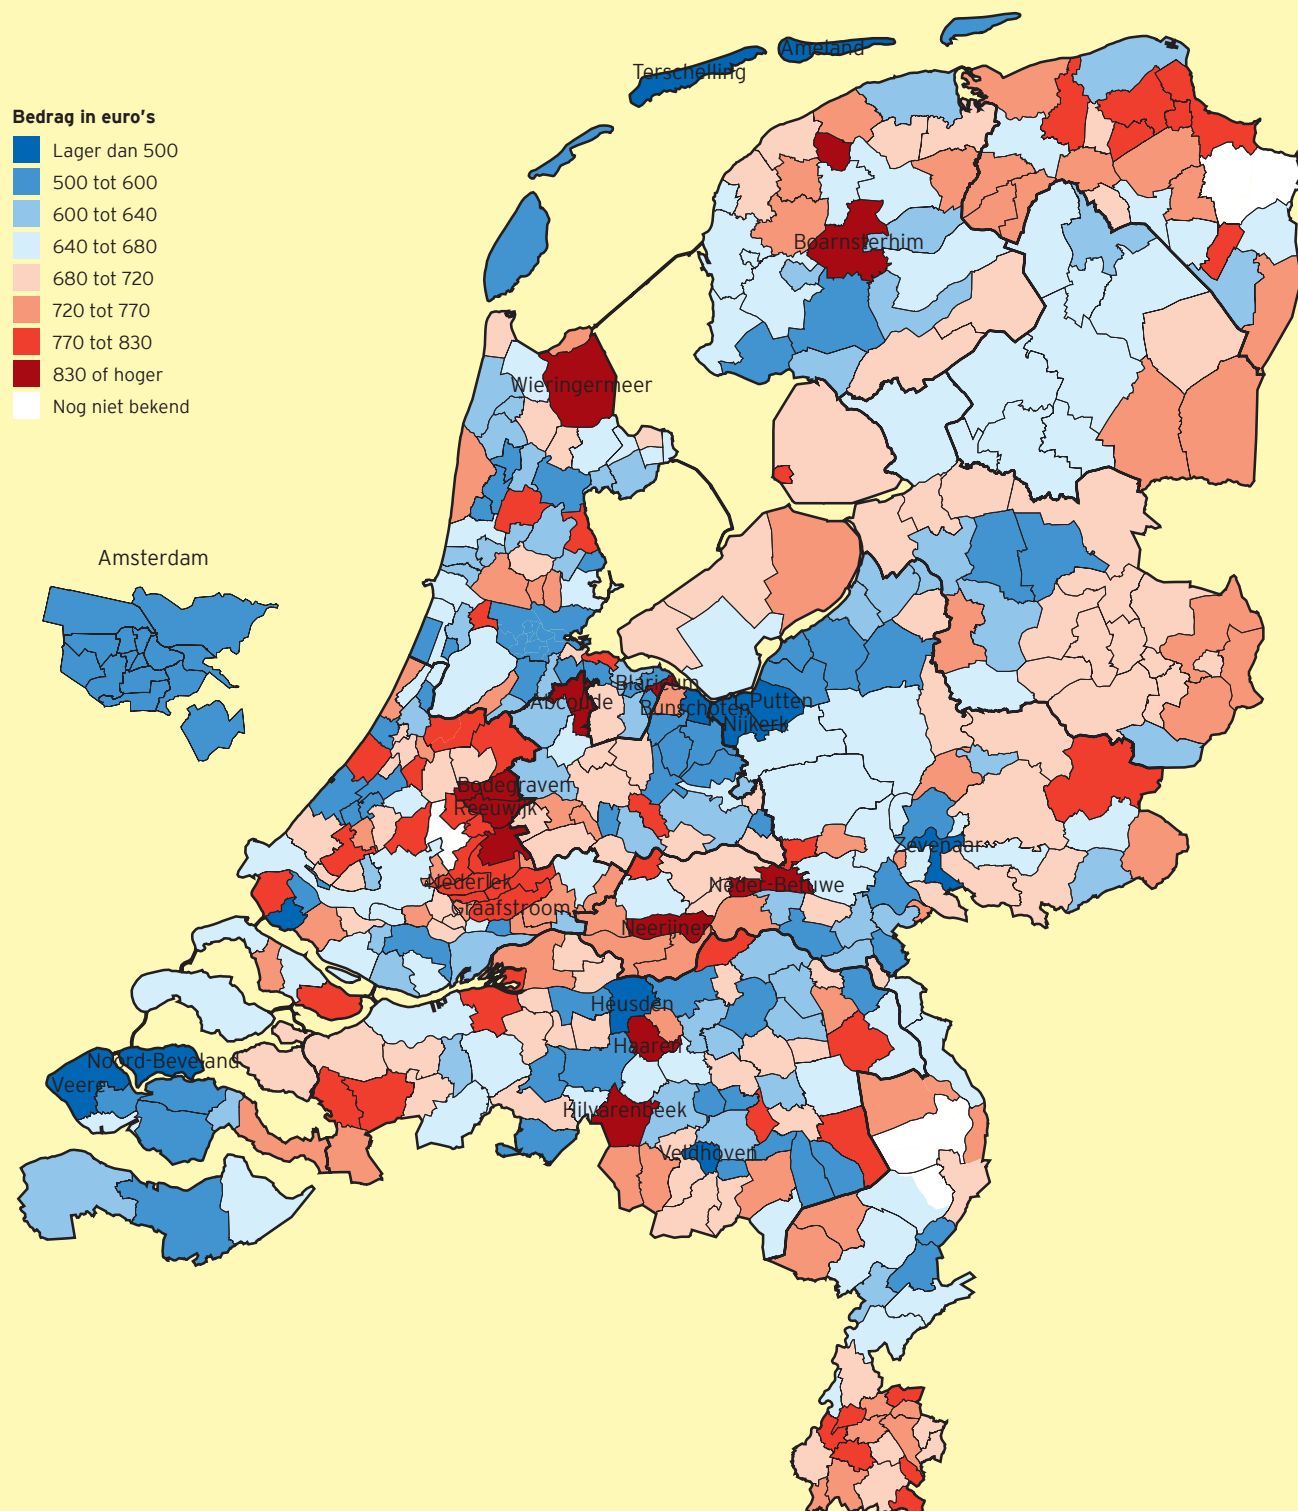 Ameland
Terschelling
Bedrag in euro's
Lager dan 500
500 tot 600
600 tot 640
640 tot 680
680 tot 720
720 tot 770
770 tot 830
830 of hoger
Nog niet bekend
Boarnsterhim
Wieringermeer
Amsterdam
Blaricum
Abcoude
Bunschoten
Putten
Nijkerk
Bodegraven
Reeuwijk
Zevenaar
Nederlek
Neder-Betuwe
Graafstroom
Neerijnen
Heusden
Haaren
Noord-Beveland
Veere
Hilvarenbeek
Veldhoven